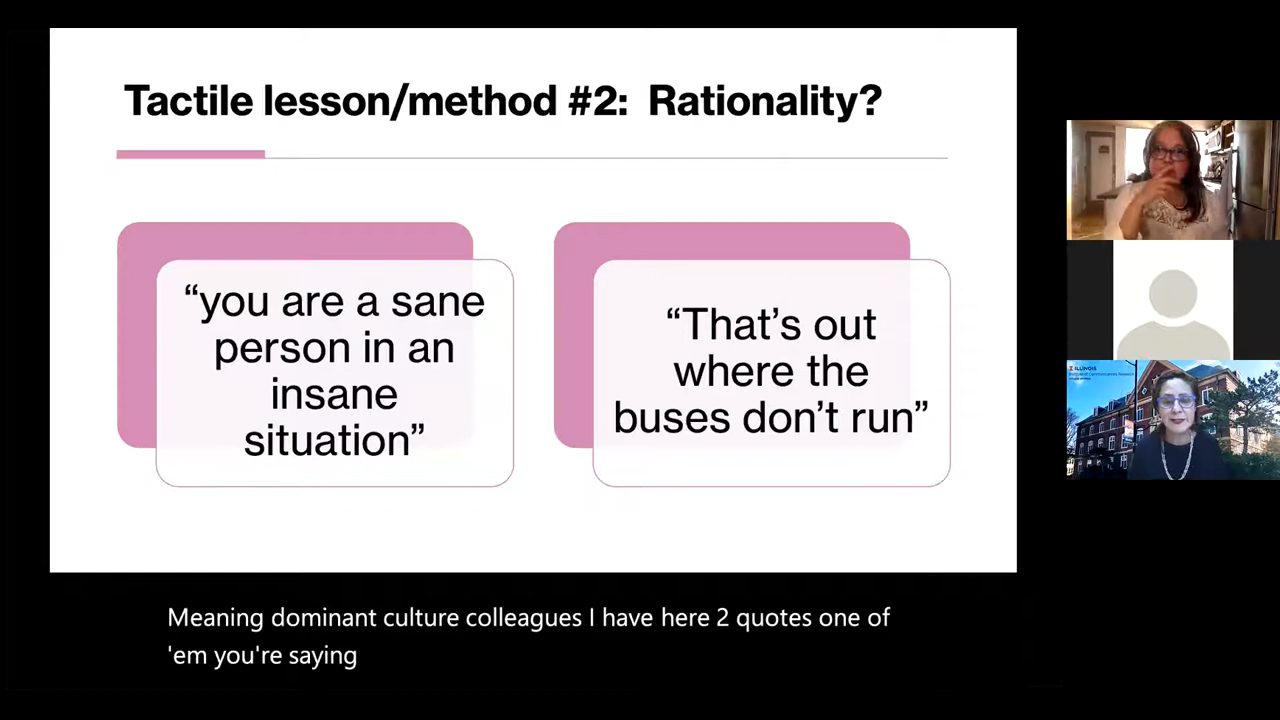 Tactile lesson/method #2:  Rationality?
“you are a sane
person in an
insane
situation”
“That’s out
where the
buses don’t run”
ILLINOIS
Meaning dominant culture colleagues I have here 2 quotes one of
'em you're saying